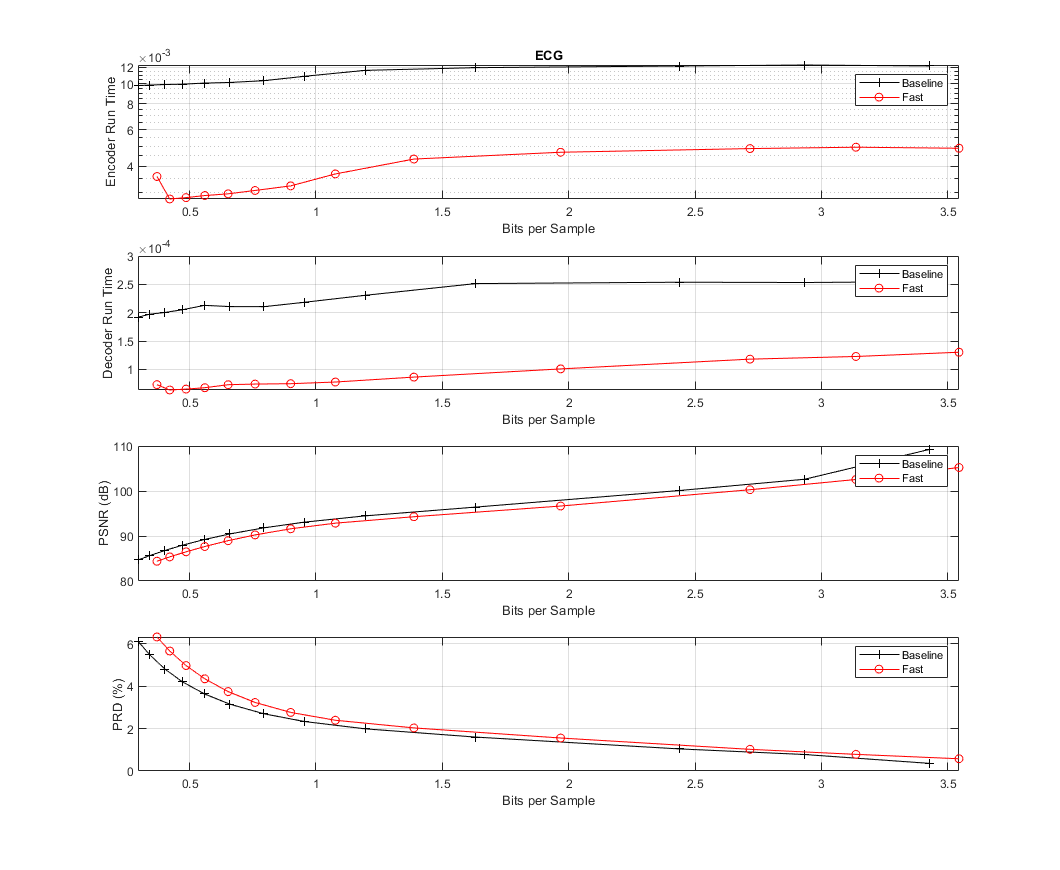 ECG
×10-3
12
10
8
6
4
Encoder Run Time
Baseline
Fast
0.5 1 1.5 2 2.5 3 3.5
Bits per Sample
×10-4
3
2.5
2
1.5
1
Decoder Run Time
Baseline
Fast
0.5 1 1.5 2 2.5 3 3.5
Bits per Sample
110
100
90
80
PSNR (dB)
Baseline
Fast
0.5 1 1.5 2 2.5 3 3.5
Bits per Sample
6
4
2
0
PRD (%)
Baseline
Fast
0.5 1 1.5 2 2.5 3 3.5
Bits per Sample